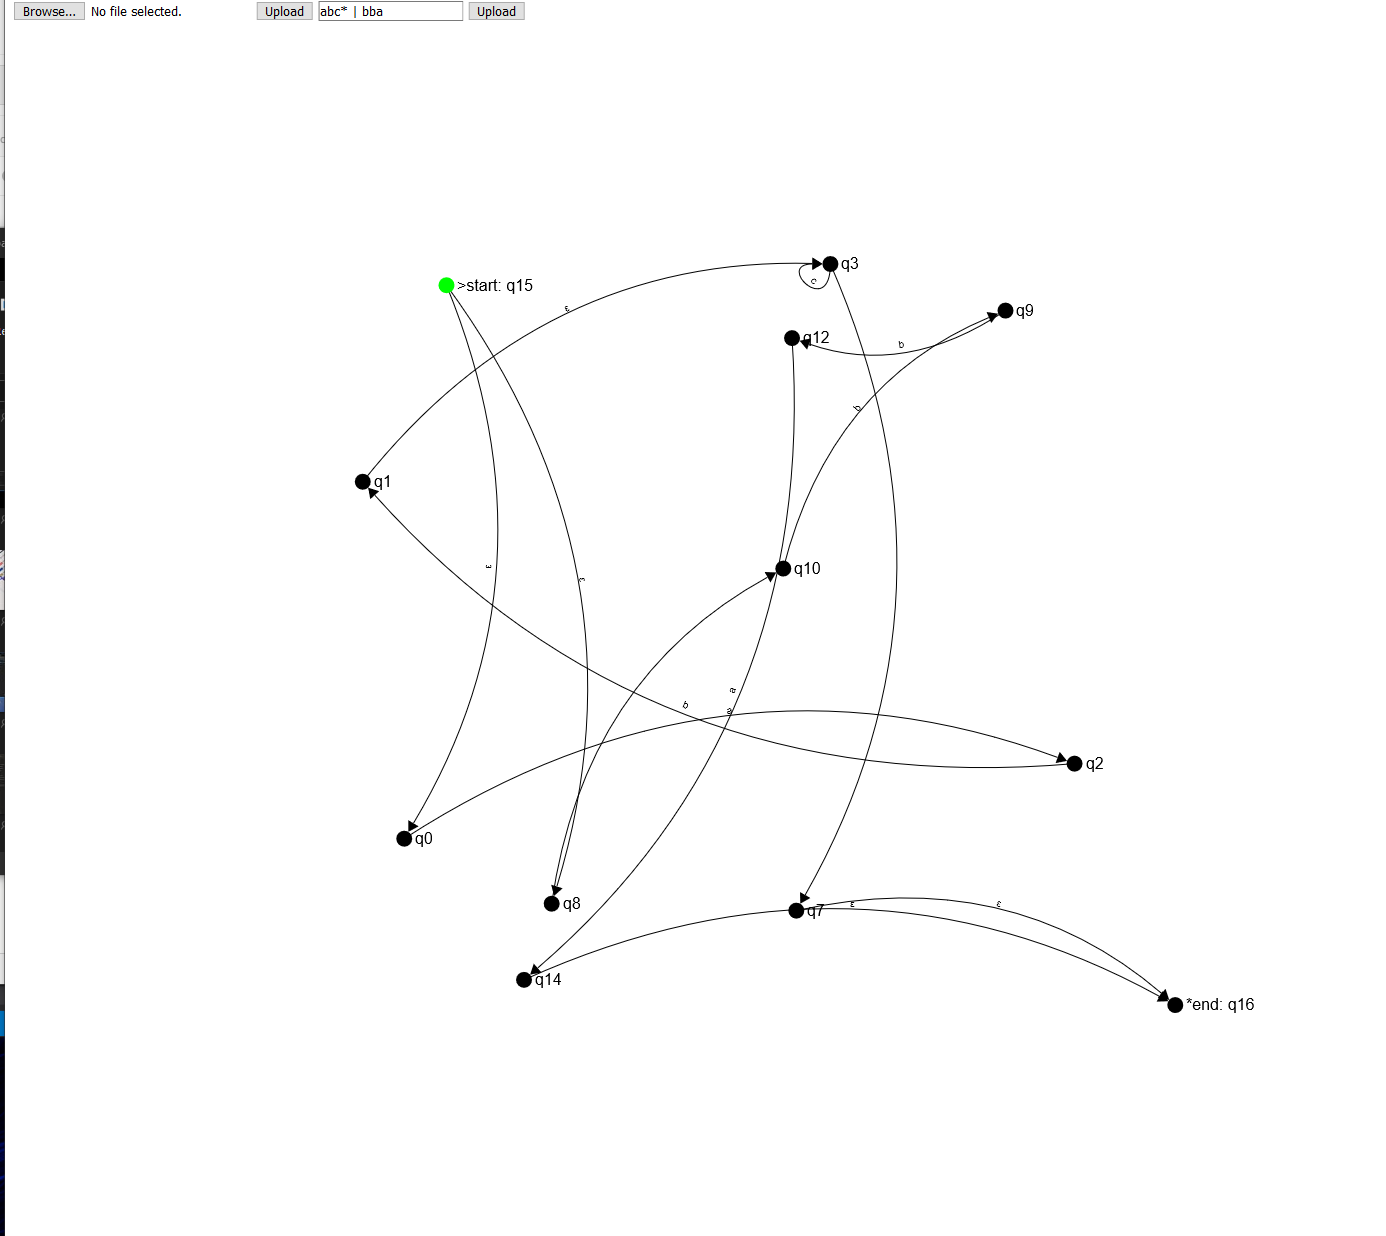 Browse... No file selected. Upload abc* | bba Upload
q3
>start: q15
c
ε
q9
q12
b
b
q1
ε
q10
ε
a
b
a
q2
q0
q8
ε
ε
q7
q14
*end: q16